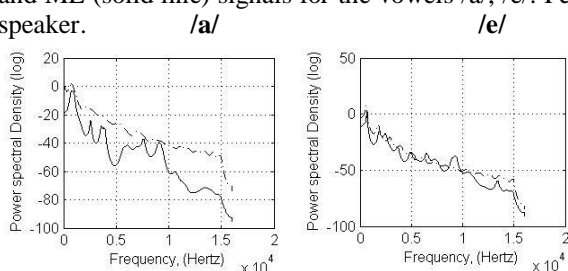 and ML (solid line) signals for the vowels /a/, /e/.
speaker. /a/ /e/
20
0
-20
-40
-60
-80
-100
0 0.5 1 1.5 2
Frequency, (Hertz) x 10^4
Power spectral Density (log)
50
0
-50
-100
0 0.5 1 1.5 2
Frequency, (Hertz) x 10^4
Power spectral Density (log)